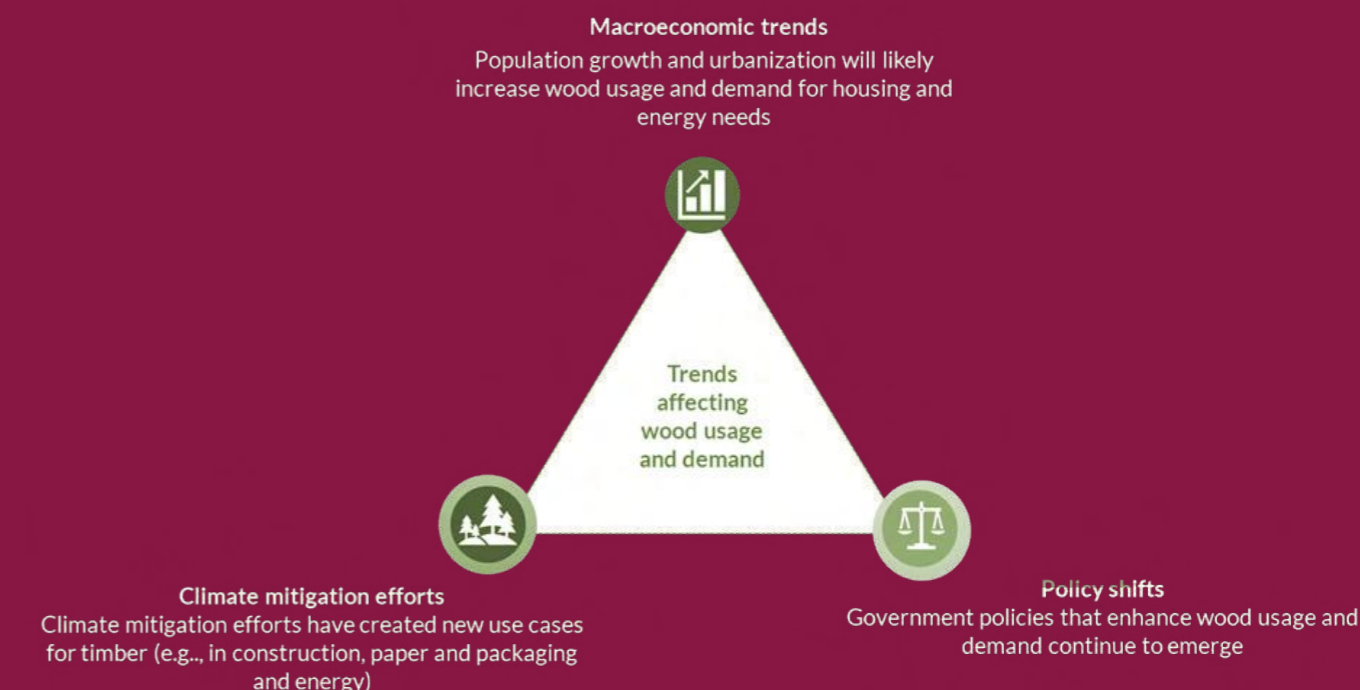 Macroeconomic trends
Population growth and urbanization will likely
increase wood usage and demand for housing and
energy needs
Trends
affecting
wood usage
and demand
Climate mitigation efforts
Climate mitigation efforts have created new use cases
for timber (e.g.., in construction, paper and packaging
and energy)
Policy shifts
Government policies that enhance wood usage and
demand continue to emerge